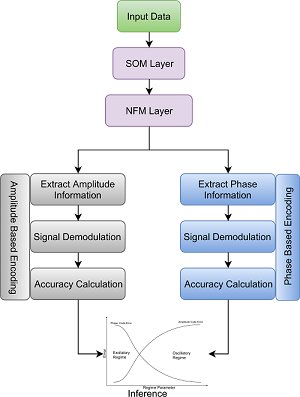 Input Data
SOM Layer
NFM Layer
Amplitude Based Encoding
Extract Amplitude
Information
Signal Demodulation
Accuracy Calculation
Extract Phase
Information
Signal Demodulation
Accuracy Calculation
Phase Based Encoding
Phase Code Error
Amplitude Code Error
Excitatory
Regime
Oscillatory
Regime
Error
Regime Parameter
Inference